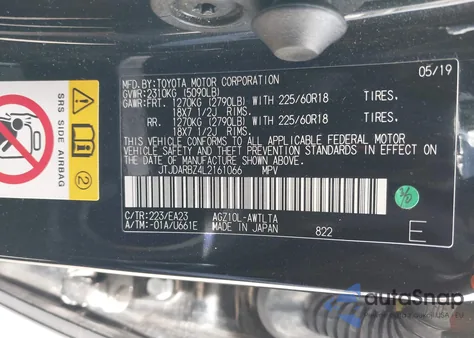 MFD.BY:TOYOTA MOTOR CORPORATION 05/19
GVWR:2310KG (5090LB)
GAWR:FRT. 1270KG (2790LB) WITH 225/60R18 TIRES,
18X7 1/2J RIMS.
RR. 1270KG (2790LB) WITH 225/60R18 TIRES,
18X7 1/2J RIMS.
THIS VEHICLE CONFORMS TO ALL APPLICABLE FEDERAL MOTOR
VEHICLE SAFETY AND THEFT PREVENTION STANDARDS IN EFFECT
ON THE DATE OF MANUFACTURE SHOWN ABOVE.
JTJDARBZ4L2161066 MPV
C/TR:223/EA23 AGZ10L-AWTLTA
A/TM:-01A/U661E MADE IN JAPAN 822 E
SRS SIDE AIRBAG
2
autoSnap